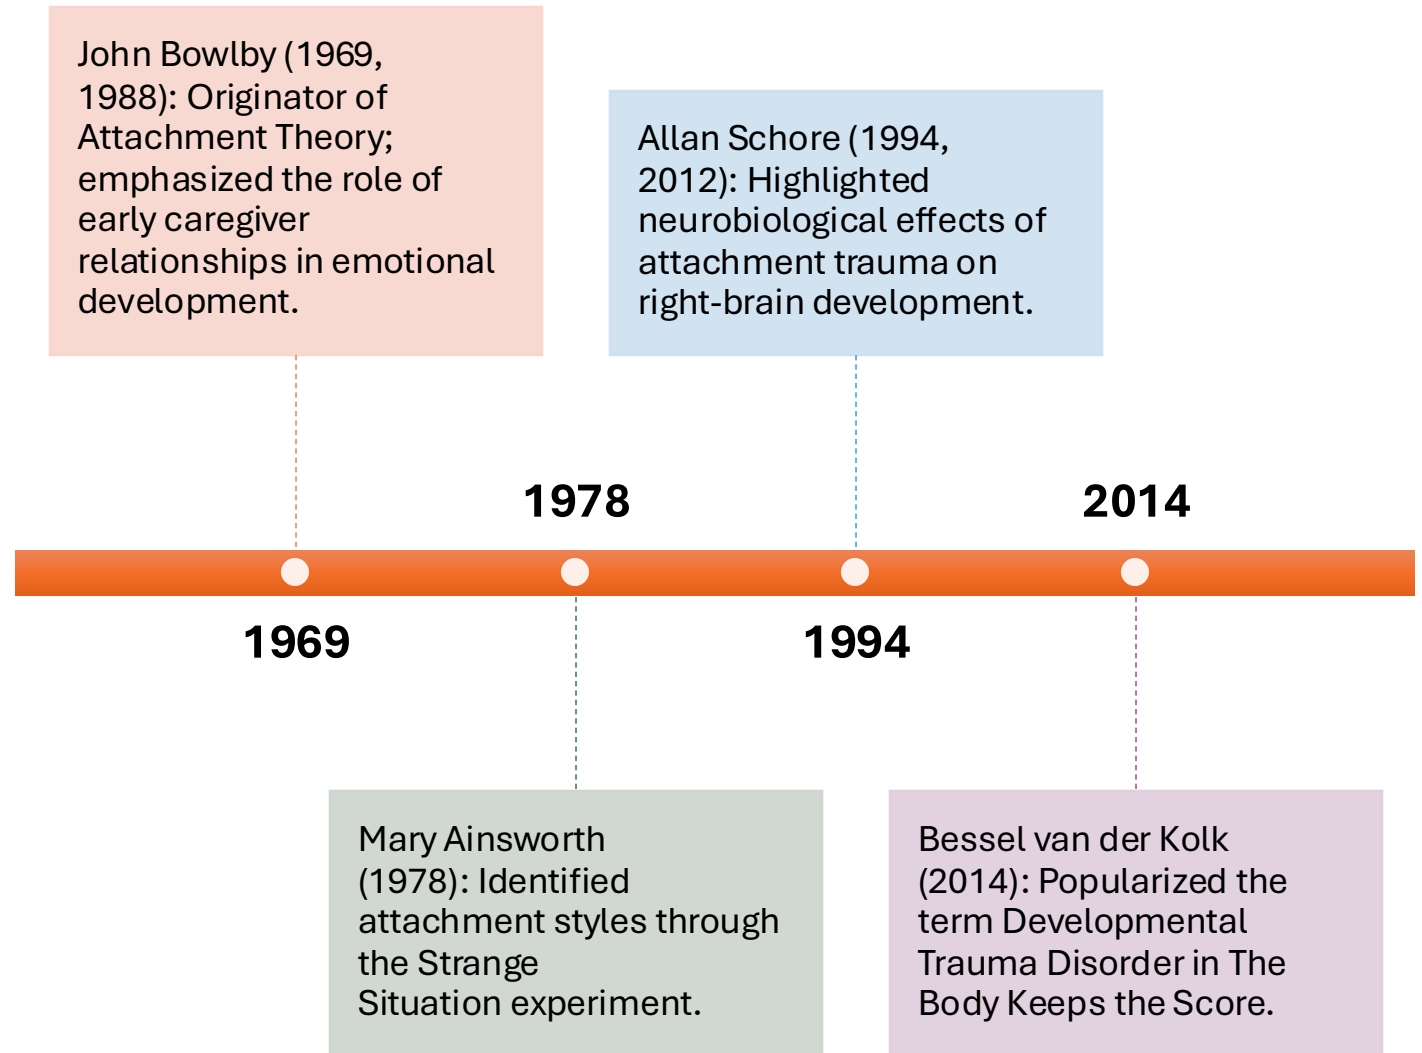 John Bowlby (1969,
1988): Originator of
Attachment Theory;
emphasized the role of
early caregiver
relationships in emotional
development.
Allan Schore (1994,
2012): Highlighted
neurobiological effects of
attachment trauma on
right-brain development.
1978
2014
1969
1994
Mary Ainsworth
(1978): Identified
attachment styles through
the Strange
Situation experiment.
Bessel van der Kolk
(2014): Popularized the
term Developmental
Trauma Disorder in The
Body Keeps the Score.